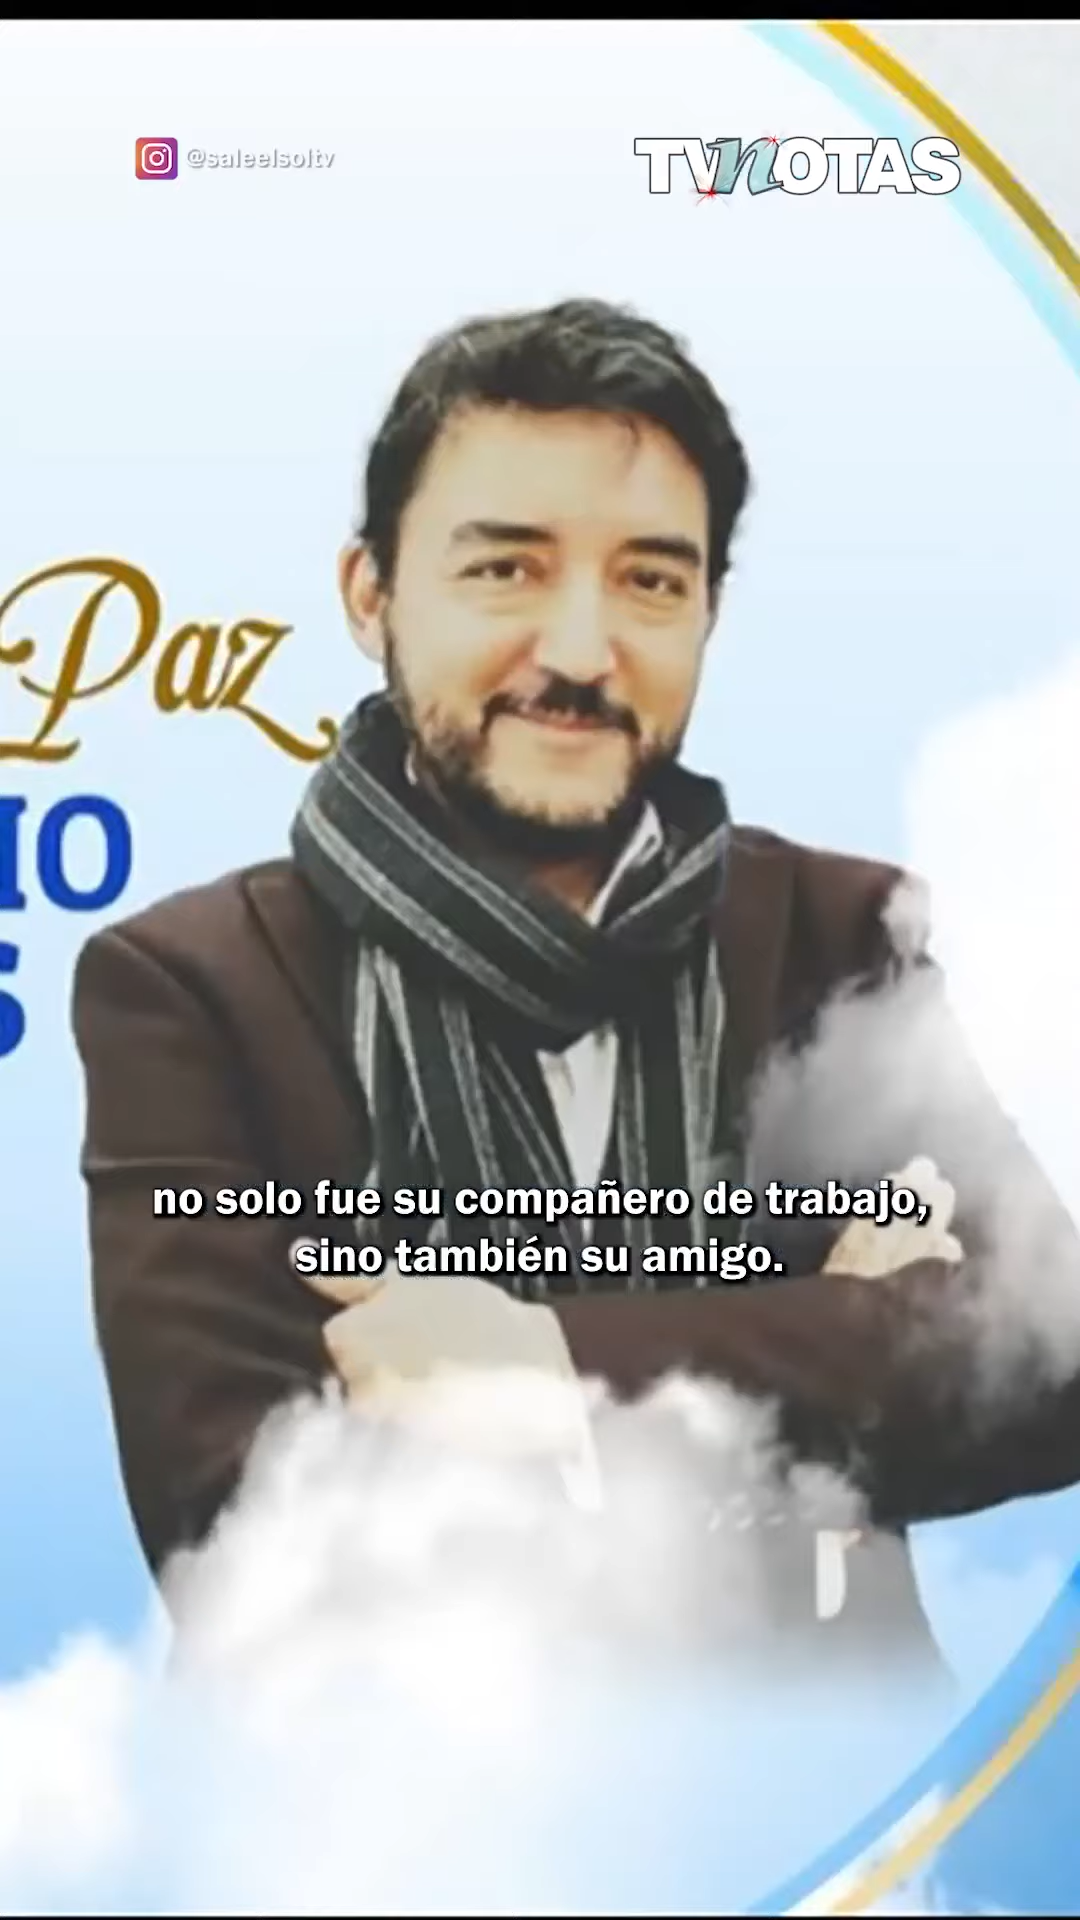 @saleelsoltv
TVnOTAS
Paz
IO
S
no solo fue su compañero de trabajo,
sino también su amigo.